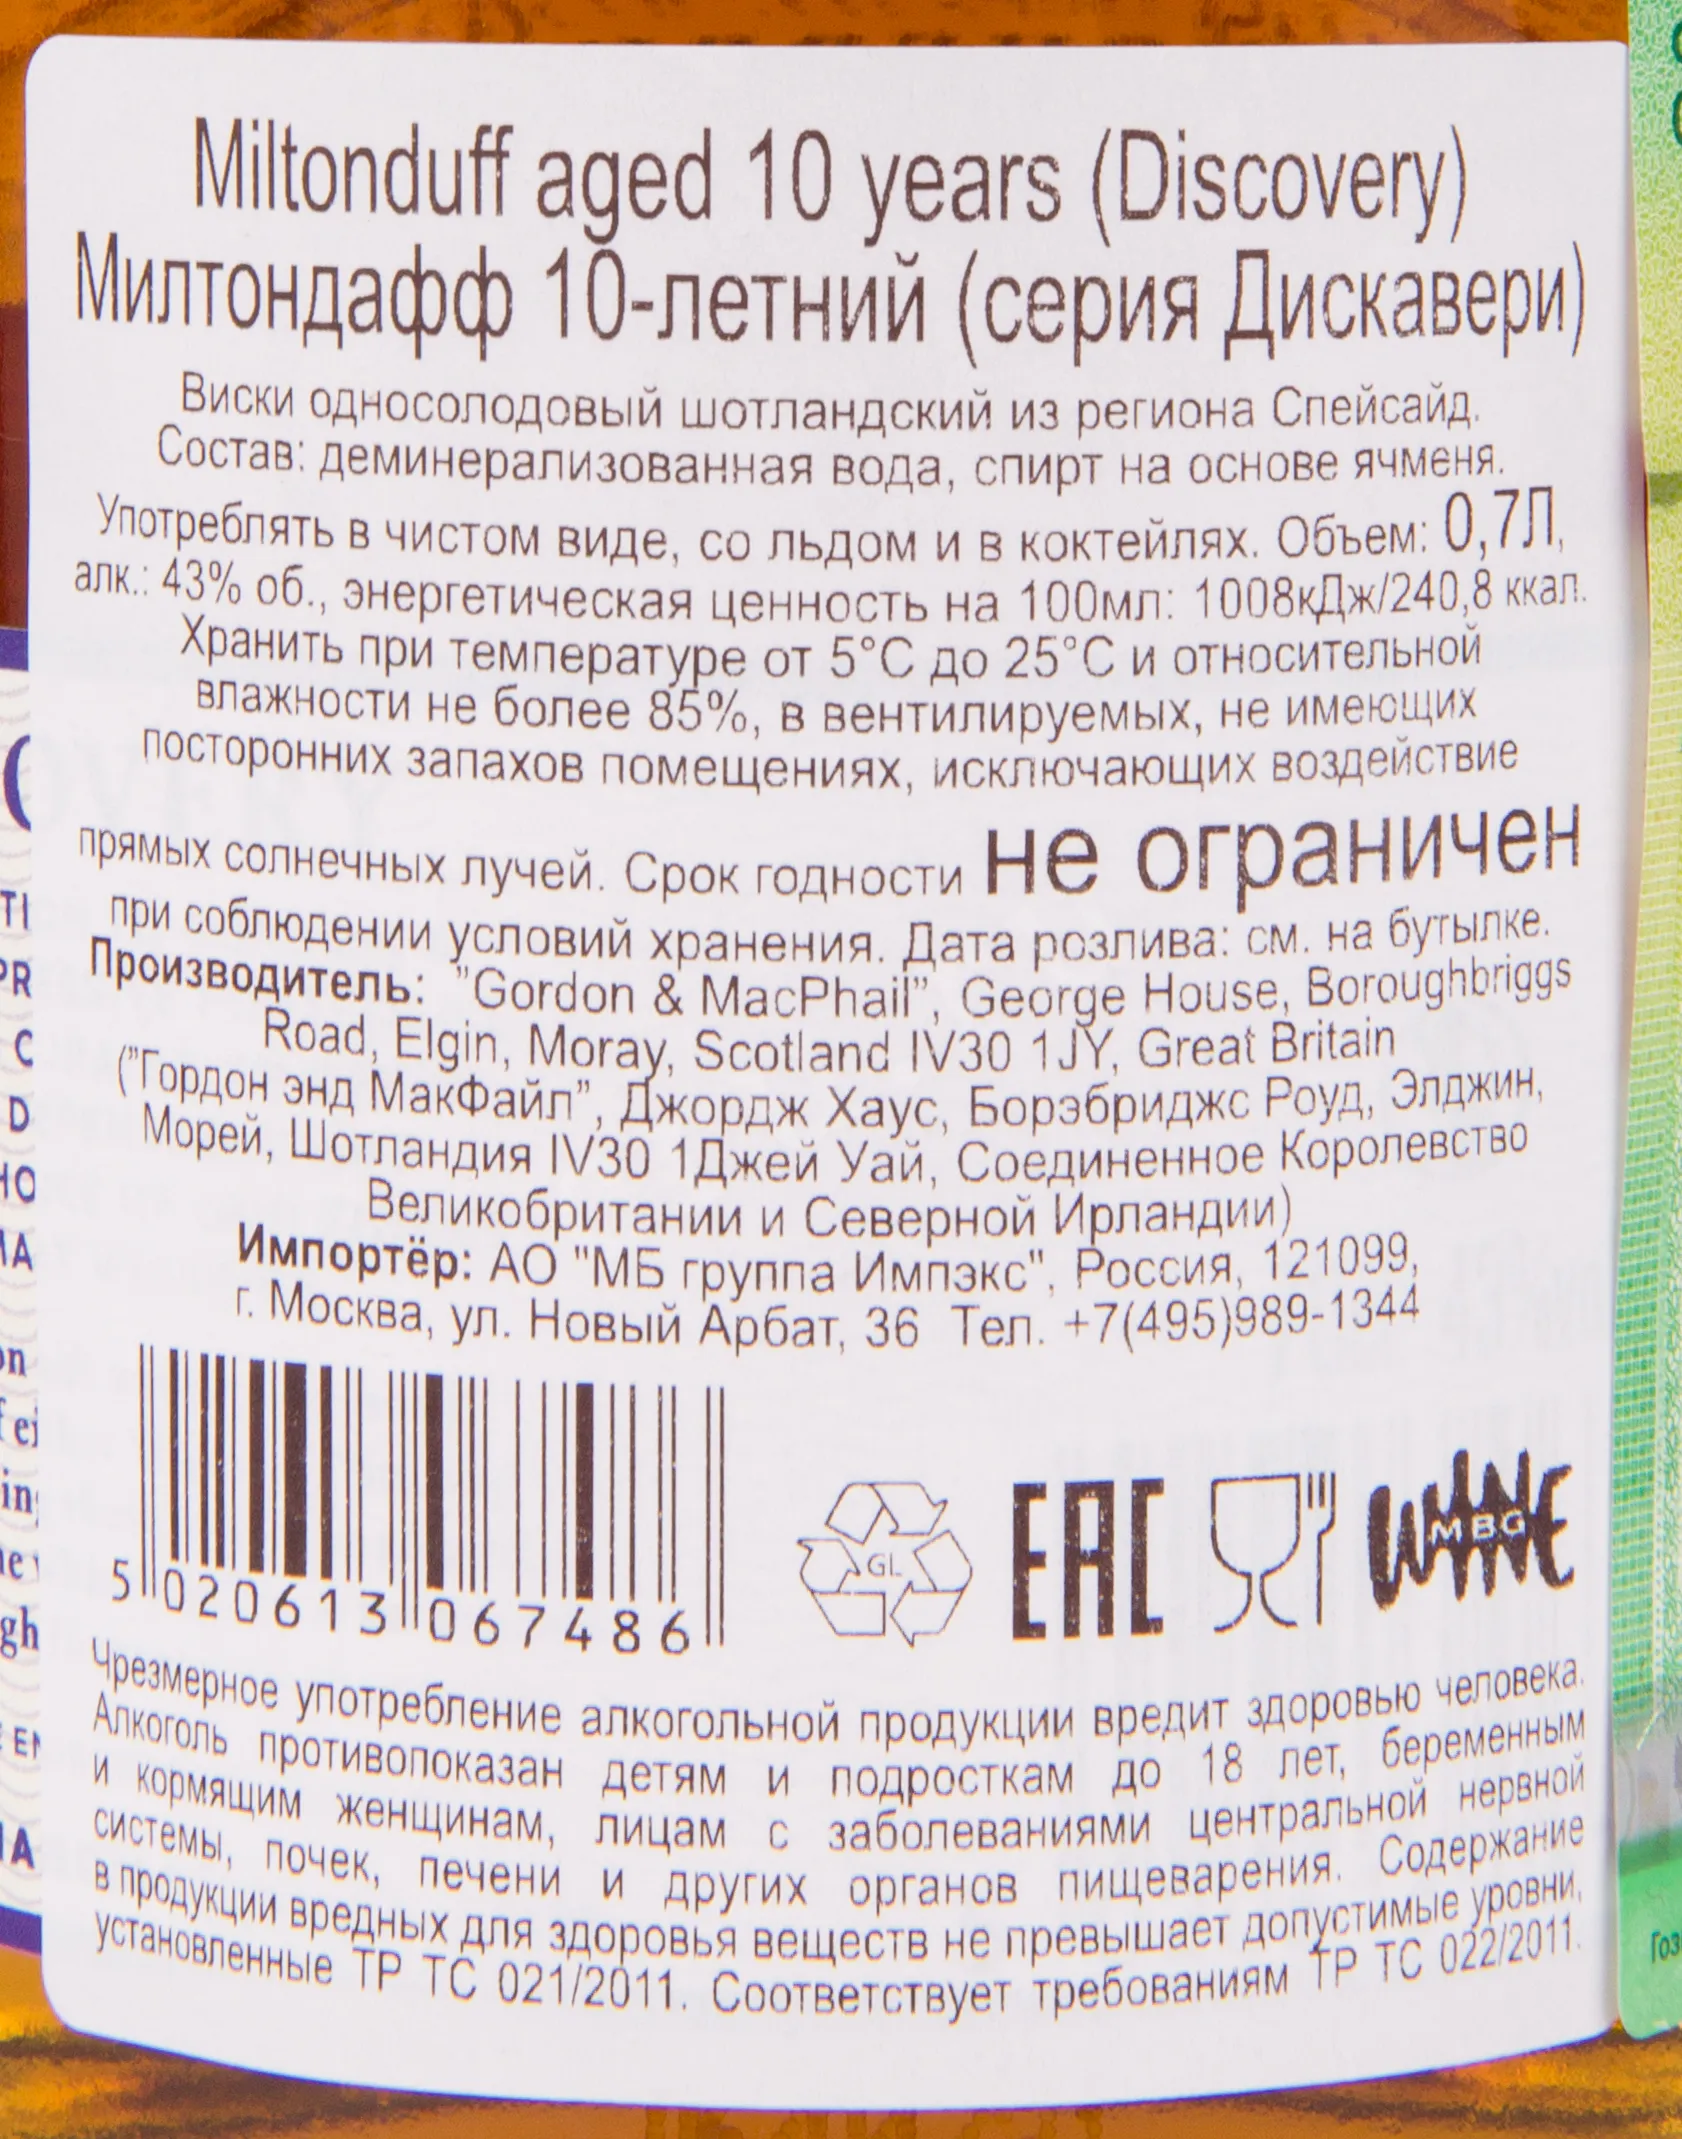 Miltonduff aged 10 years (Discovery)
Милтондафф 10-летний (серия Дискавери)
Виски односолодовый шотландский из региона Спейсайд.
Состав: деминерализованная вода, спирт на основе ячменя.
Употреблять в чистом виде, со льдом и в коктейлях. Объем: 0,7Л,
алк.: 43% об., энергетическая ценность на 100мл: 1008кДж/240,8 ккал.
Хранить при температуре от 5°С до 25°С и относительной
влажности не более 85%, в вентилируемых, не имеющих
посторонних запахов помещениях, исключающих воздействие
прямых солнечных лучей. Срок годности не ограничен
при соблюдении условий хранения. Дата розлива: см. на бутылке.
Производитель: "Gordon & MacPhail", George House, Boroughbriggs
Road, Elgin, Moray, Scotland IV30 1JY, Great Britain
("Гордон энд МакФайл", Джордж Хаус, Борэбриджс Роуд, Элджин,
Морей, Шотландия IV30 1Джей Уай, Соединенное Королевство
Великобритании и Северной Ирландии)
Импортёр: АО "МБ группа Импэкс", Россия, 121099,
г. Москва, ул. Новый Арбат, 36 Тел. +7(495)989-1344
5 020613 067486
GL
EAC
WINE
MBG
Чрезмерное употребление алкогольной продукции вредит здоровью человека.
Алкоголь противопоказан детям и подросткам до 18 лет, беременным
и кормящим женщинам, лицам с заболеваниями центральной нервной
системы, почек, печени и других органов пищеварения. Содержание
в продукции вредных для здоровья веществ не превышает допустимые уровни,
установленные ТР ТС 021/2011. Соответствует требованиям ТР ТС 022/2011.